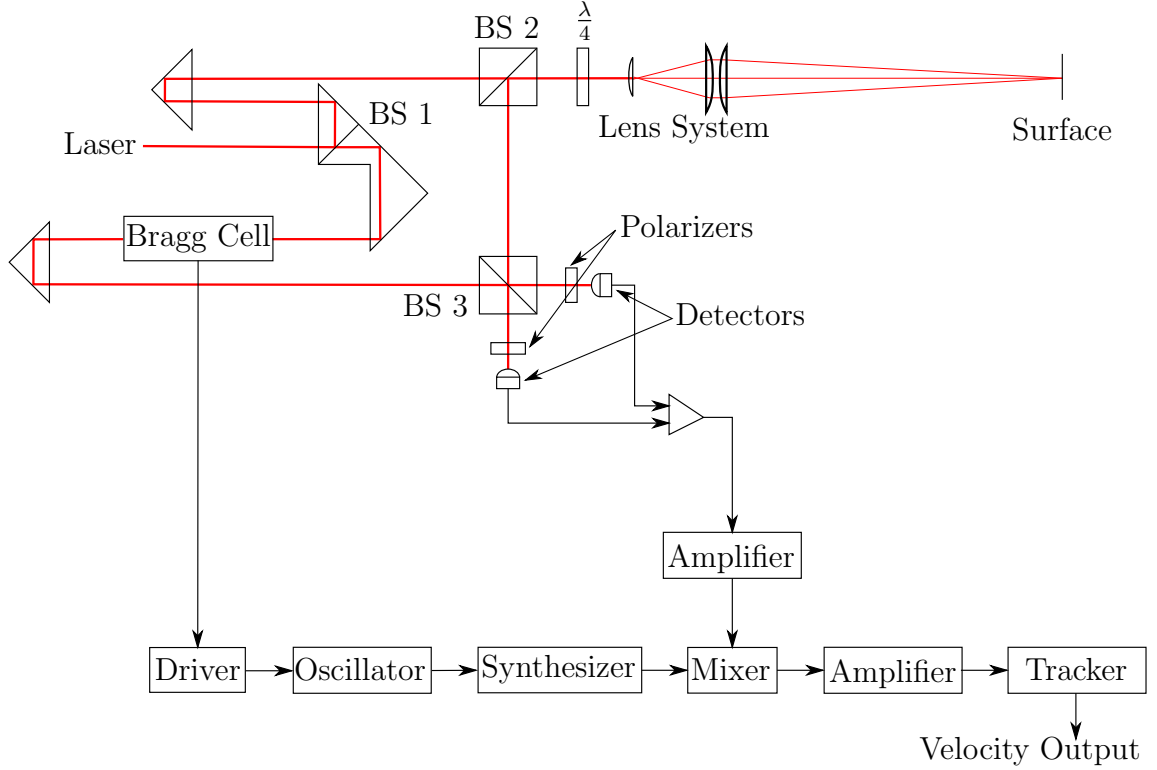 BS 2
λ/4
BS 1
Lens System
Surface
Laser
Polarizers
Bragg Cell
BS 3
Detectors
Amplifier
Driver
Oscillator
Synthesizer
Mixer
Amplifier
Tracker
Velocity Output